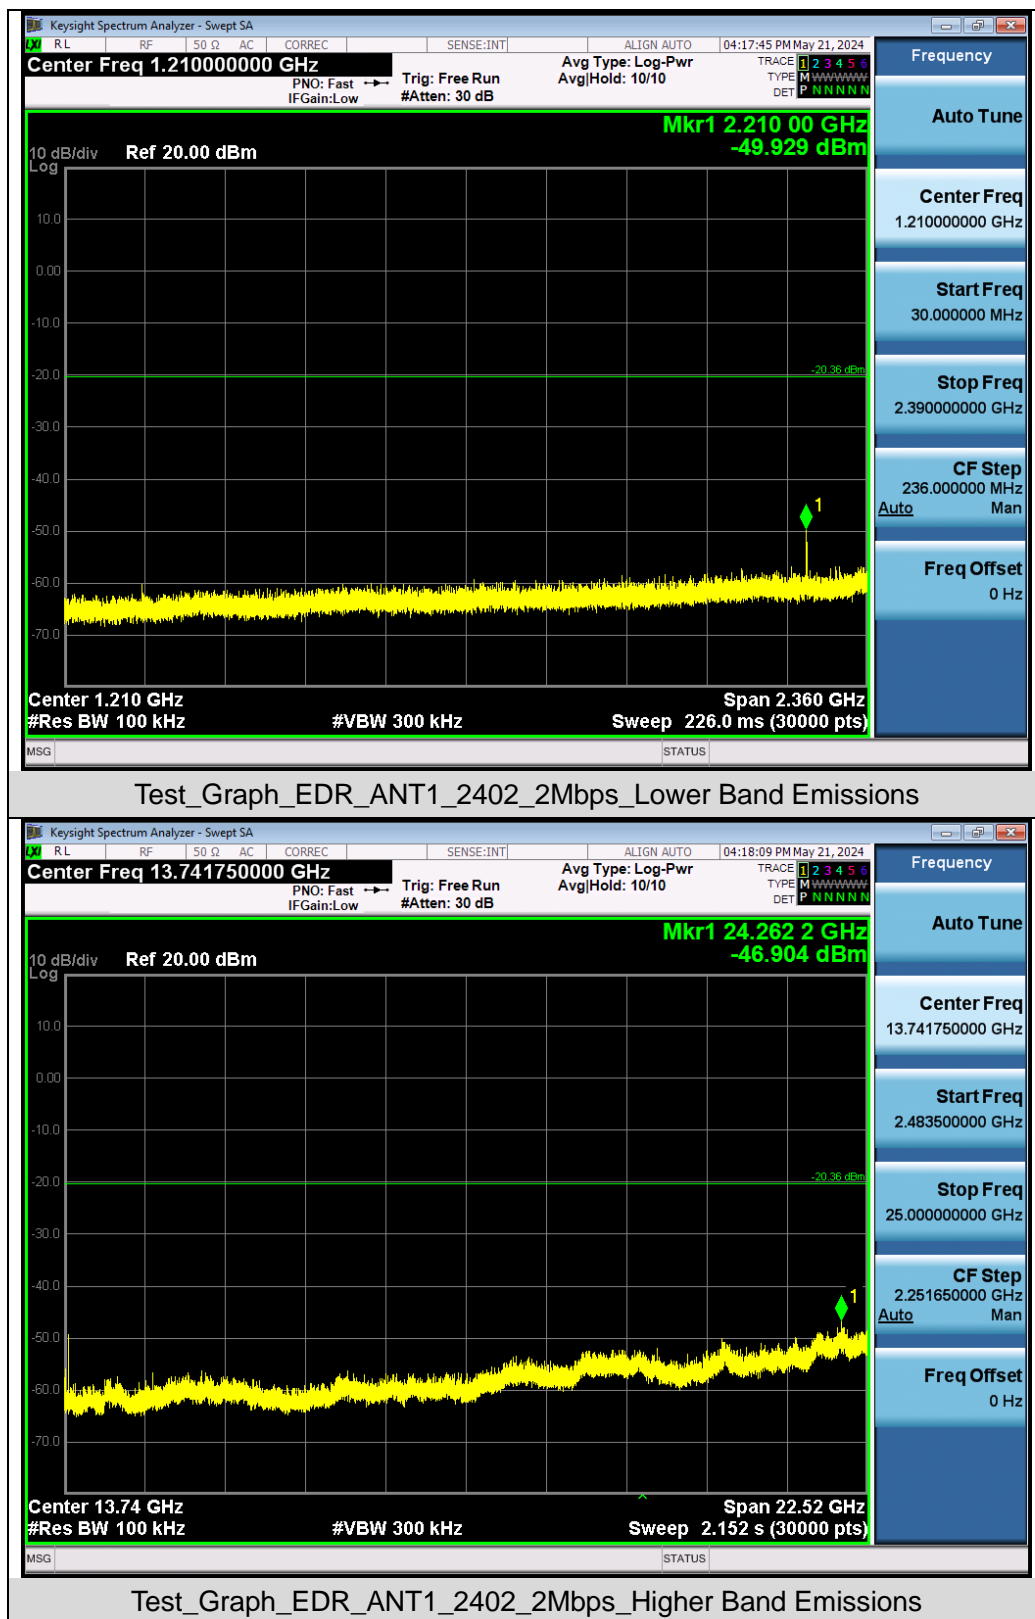 Keysight Spectrum Analyzer - Swept SA
LXI RL RF 50 Ω AC CORREC SENSE:INT ALIGN AUTO 04:17:45 PM May 21, 2024
Center Freq 1.210000000 GHz
PNO: Fast
IFGain:Low
Trig: Free Run
#Atten: 30 dB
Avg Type: Log-Pwr
Avg|Hold: 10/10
TRACE 1 2 3 4 5 6
TYPE M WWWWW
DET P N N N N N
Mkr1 2.210 00 GHz
-49.929 dBm
10 dB/div Ref 20.00 dBm
Log
10.0
0.00
-10.0
-20.0
-20.36 dBm
-30.0
-40.0
1
-50.0
-60.0
-70.0
Center 1.210 GHz Span 2.360 GHz
#Res BW 100 kHz #VBW 300 kHz Sweep 226.0 ms (30000 pts)
MSG STATUS
Frequency
Auto Tune
Center Freq
1.210000000 GHz
Start Freq
30.000000 MHz
Stop Freq
2.390000000 GHz
CF Step
236.000000 MHz
Auto Man
Freq Offset
0 Hz
Test_Graph_EDR_ANT1_2402_2Mbps_Lower Band Emissions
Keysight Spectrum Analyzer - Swept SA
LXI RL RF 50 Ω AC CORREC SENSE:INT ALIGN AUTO 04:18:09 PM May 21, 2024
Center Freq 13.741750000 GHz
PNO: Fast
IFGain:Low
Trig: Free Run
#Atten: 30 dB
Avg Type: Log-Pwr
Avg|Hold: 10/10
TRACE 1 2 3 4 5 6
TYPE M WWWWW
DET P N N N N N
Mkr1 24.262 2 GHz
-46.904 dBm
10 dB/div Ref 20.00 dBm
Log
10.0
0.00
-10.0
-20.0
-20.36 dBm
-30.0
-40.0
1
-50.0
-60.0
-70.0
Center 13.74 GHz Span 22.52 GHz
#Res BW 100 kHz #VBW 300 kHz Sweep 2.152 s (30000 pts)
MSG STATUS
Frequency
Auto Tune
Center Freq
13.741750000 GHz
Start Freq
2.483500000 GHz
Stop Freq
25.000000000 GHz
CF Step
2.251650000 GHz
Auto Man
Freq Offset
0 Hz
Test_Graph_EDR_ANT1_2402_2Mbps_Higher Band Emissions